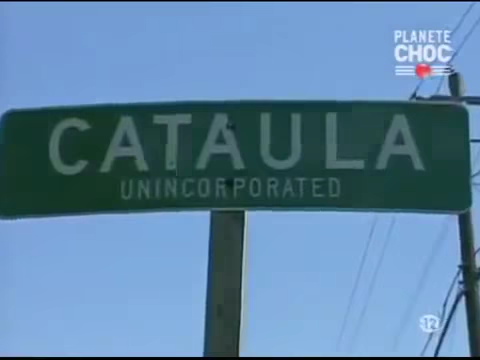 PLANETE
CHOC
CATAULA
UNINCORPORATED
-12